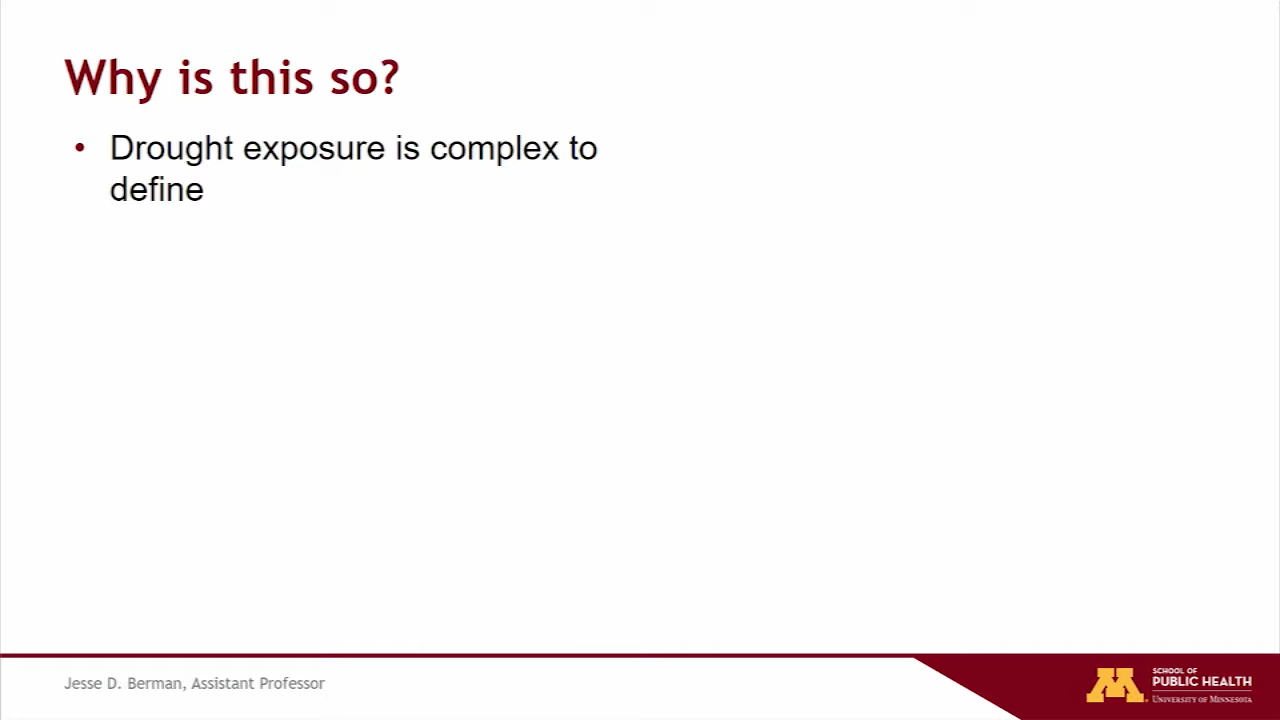 Why is this so?
• Drought exposure is complex to
define
Jesse D. Berman, Assistant Professor
M
SCHOOL OF
PUBLIC HEALTH
UNIVERSITY OF MINNESOTA